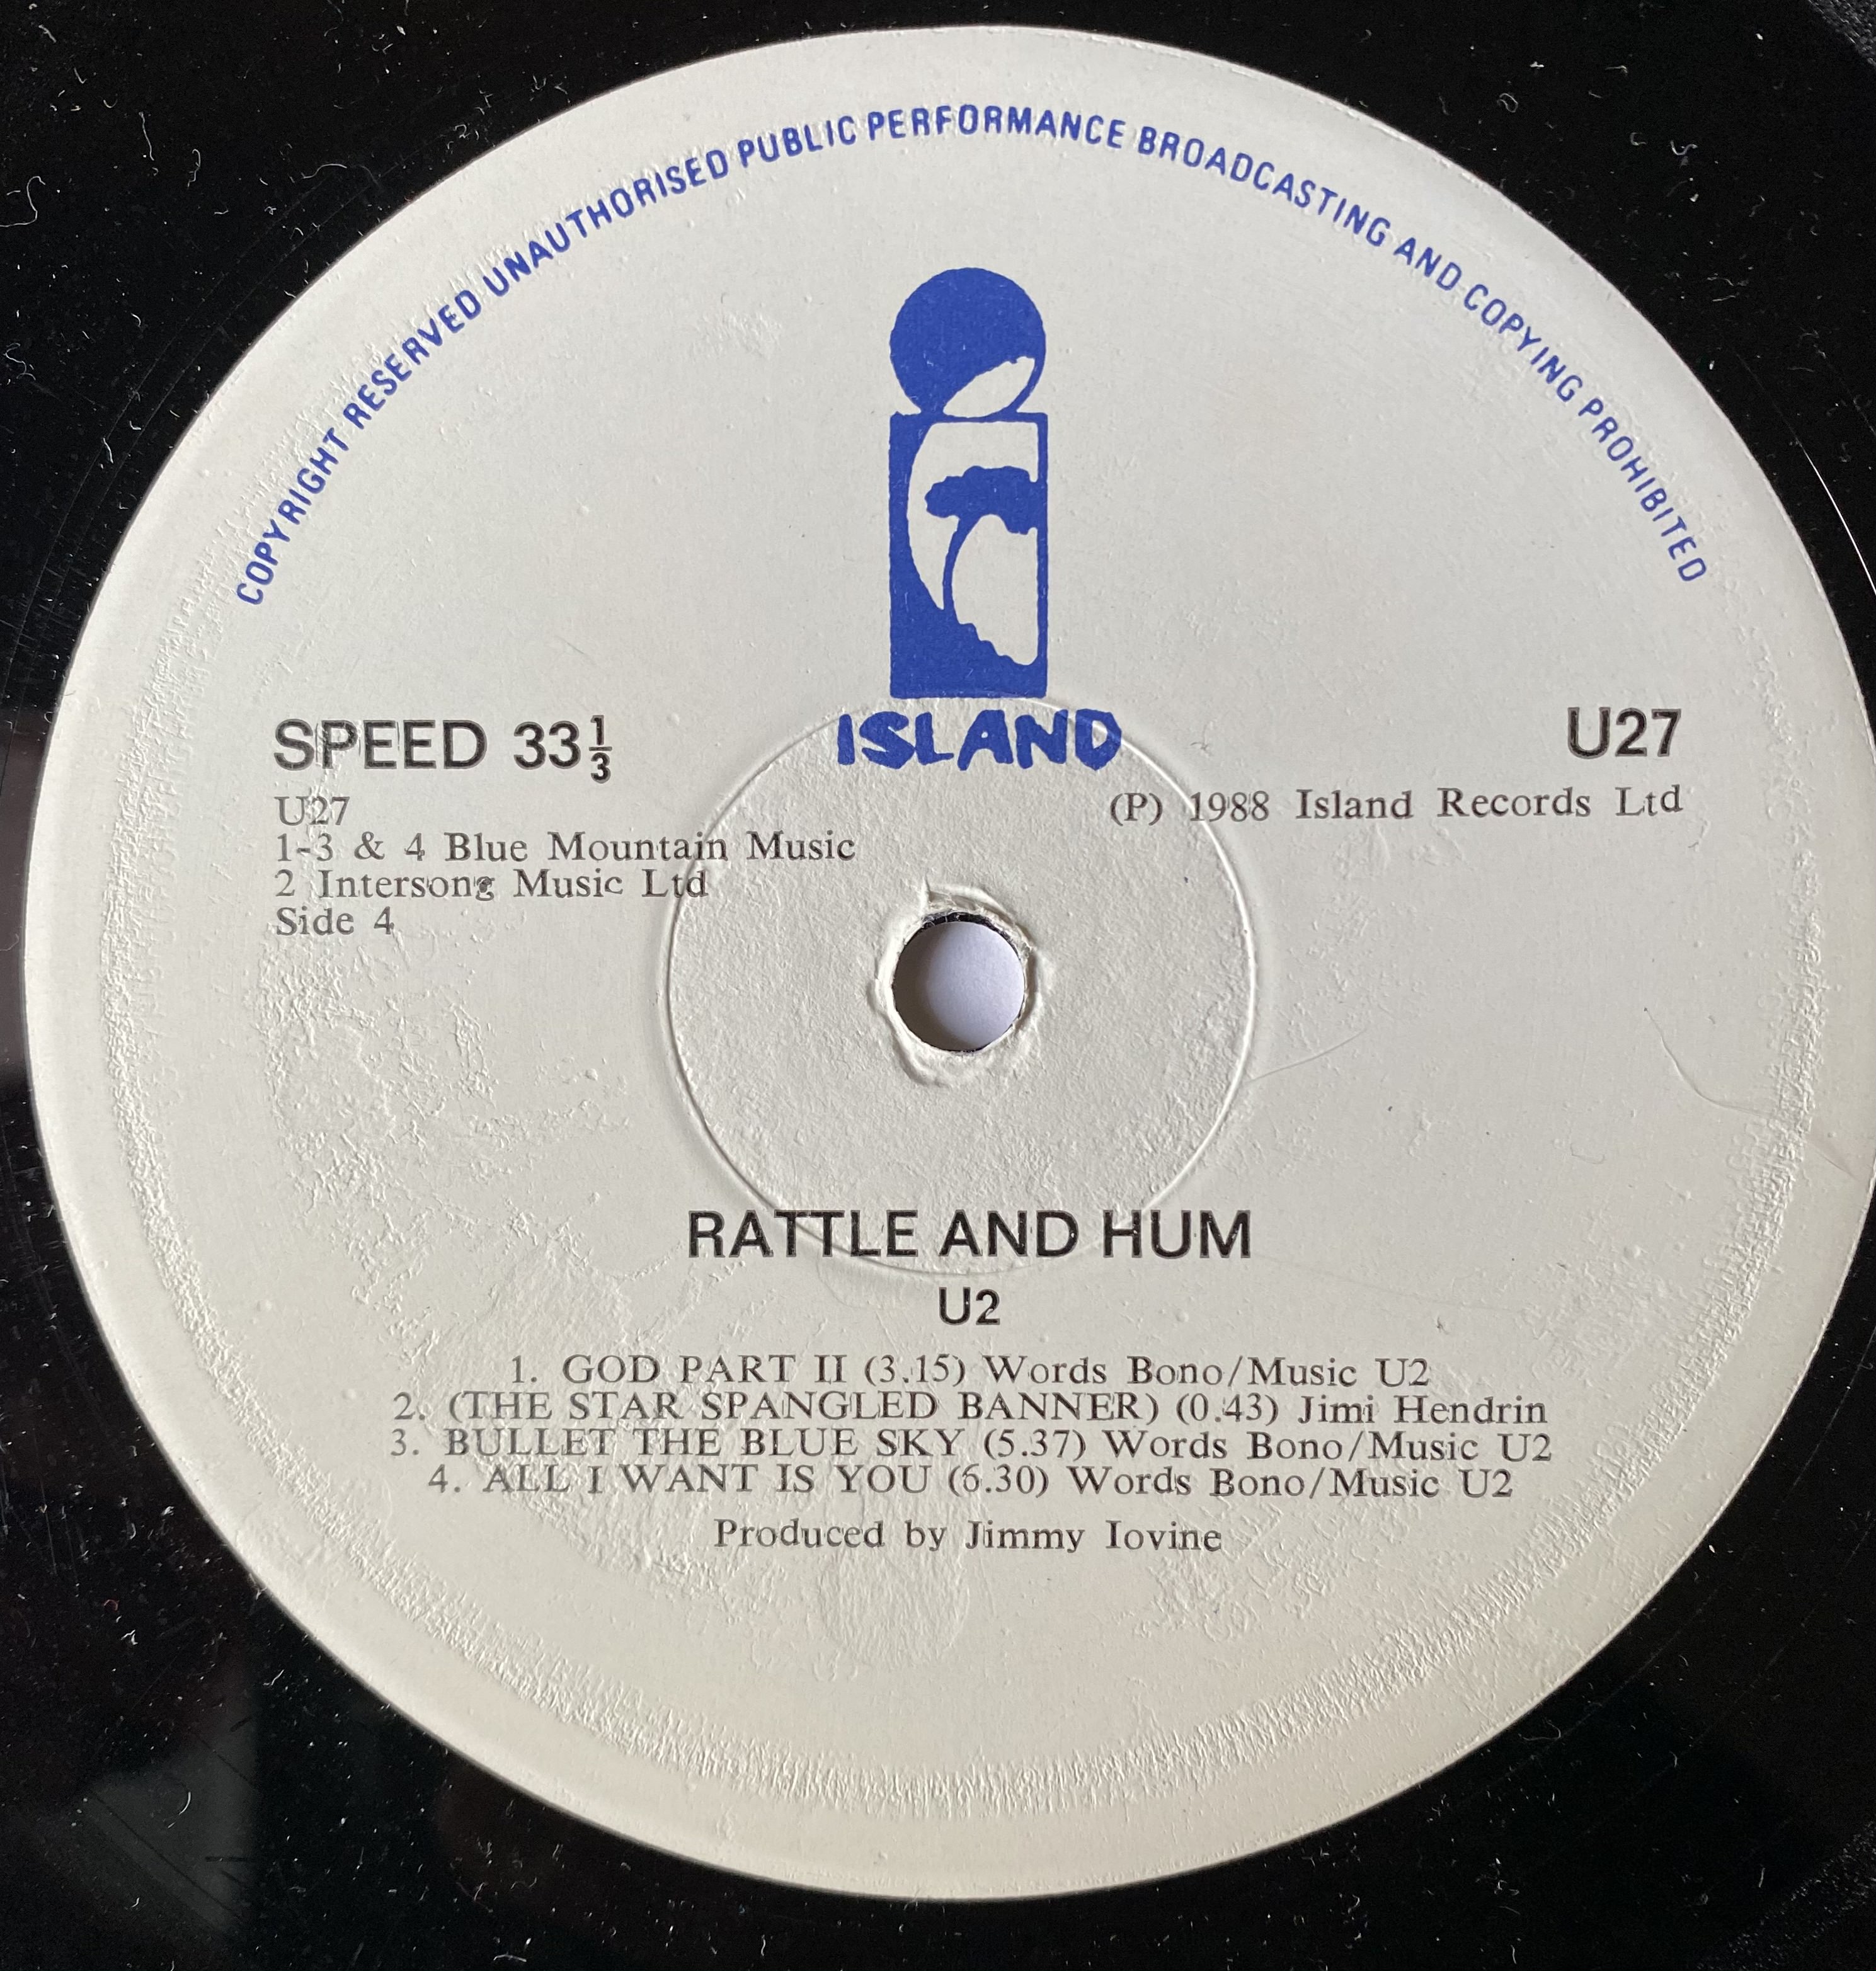 COPYRIGHT RESERVED UNAUTHORISED PUBLIC PERFORMANCE BROADCASTING AND COPYING PROHIBITED
ISLAND
SPEED 33⅓
U27
1-3 & 4 Blue Mountain Music
2 Intersong Music Ltd
Side 4
U27
(P) 1988 Island Records Ltd
RATTLE AND HUM
U2
1. GOD PART II (3.15) Words Bono/Music U2
2. (THE STAR SPANGLED BANNER) (0.43) Jimi Hendrin
3. BULLET THE BLUE SKY (5.37) Words Bono/Music U2
4. ALL I WANT IS YOU (6.30) Words Bono/Music U2
Produced by Jimmy Iovine